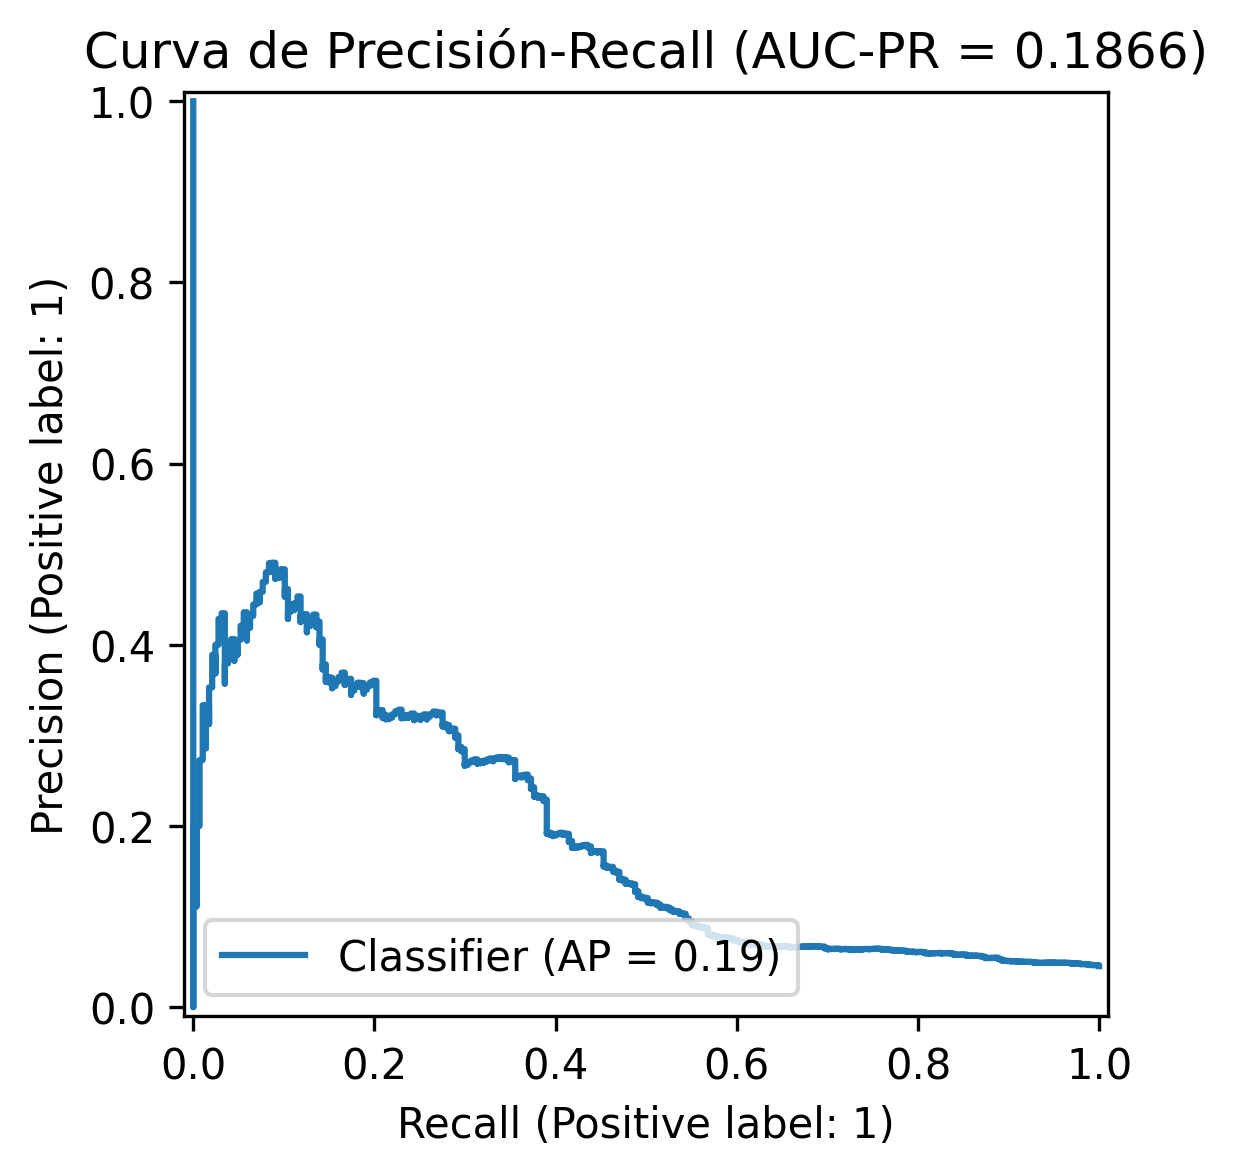 Curva de Precisión-Recall (AUC-PR = 0.1866)
1.0
0.8
0.6
0.4
0.2
0.0
Precision (Positive label: 1)
Classifier (AP = 0.19)
0.0 0.2 0.4 0.6 0.8 1.0
Recall (Positive label: 1)